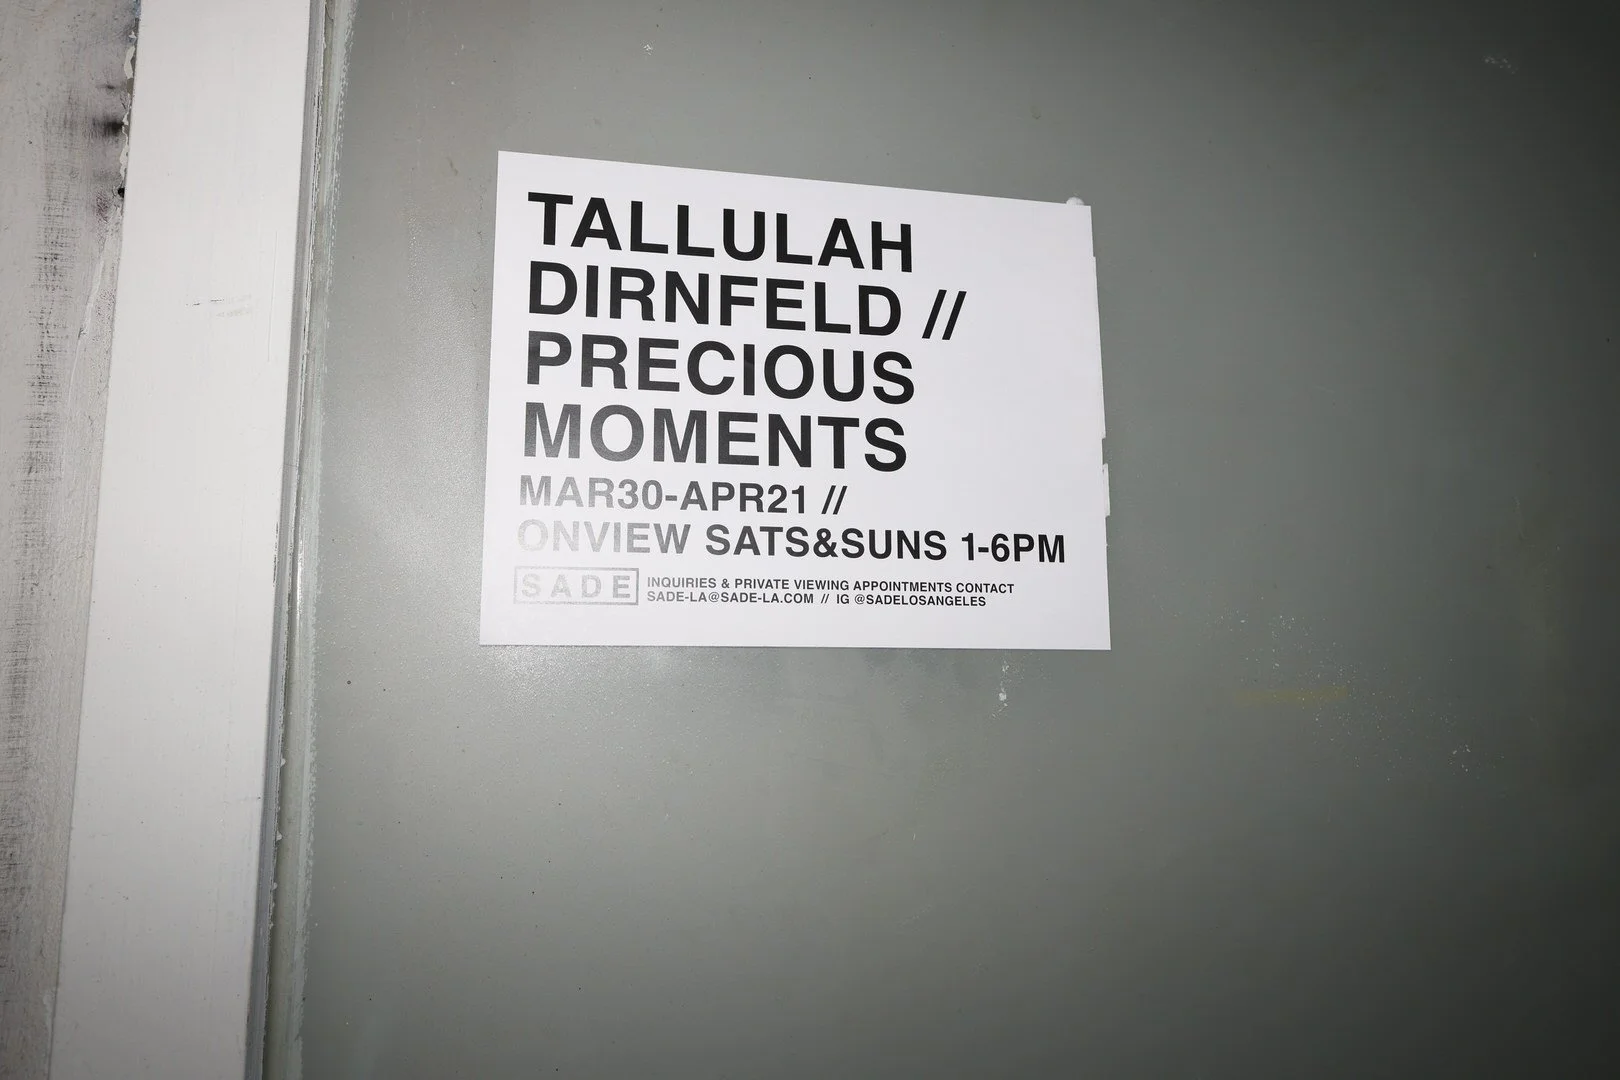 TALLULAH
DIRNFELD //
PRECIOUS
MOMENTS
MAR30-APR21 //
ONVIEW SATS&SUNS 1-6PM
SADE
INQUIRIES & PRIVATE VIEWING APPOINTMENTS CONTACT
SADE-LA@SADE-LA.COM // IG @SADELOSANGELES